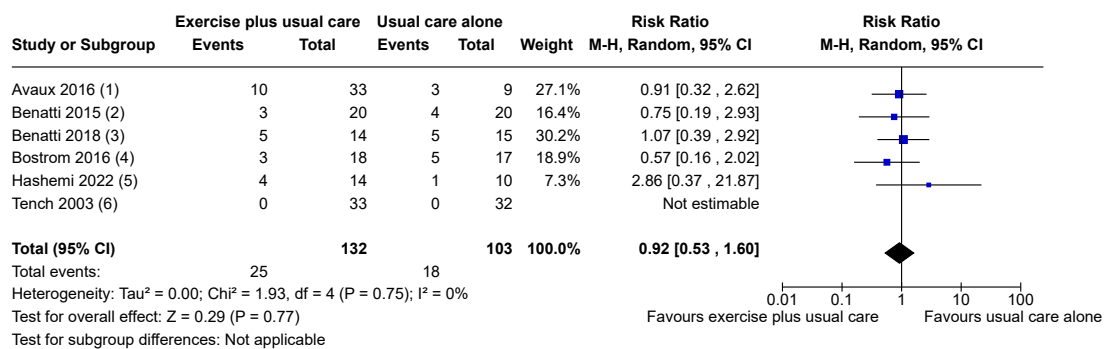 Exercise plus usual care Usual care alone Risk Ratio Risk Ratio
Study or Subgroup Events Total Events Total Weight M-H, Random, 95% CI M-H, Random, 95% CI
Avaux 2016 (1) 10 33 3 9 27.1% 0.91 [0.32 , 2.62]
Benatti 2015 (2) 3 20 4 20 16.4% 0.75 [0.19 , 2.93]
Benatti 2018 (3) 5 14 5 15 30.2% 1.07 [0.39 , 2.92]
Bostrom 2016 (4) 3 18 5 17 18.9% 0.57 [0.16 , 2.02]
Hashemi 2022 (5) 4 14 1 10 7.3% 2.86 [0.37 , 21.87]
Tench 2003 (6) 0 33 0 32 Not estimable
Total (95% CI) 132 103 100.0% 0.92 [0.53 , 1.60]
Total events: 25 18
Heterogeneity: Tau² = 0.00; Chi² = 1.93, df = 4 (P = 0.75); I² = 0%
0.01 0.1 1 10 100
Test for overall effect: Z = 0.29 (P = 0.77) Favours exercise plus usual care Favours usual care alone
Test for subgroup differences: Not applicable